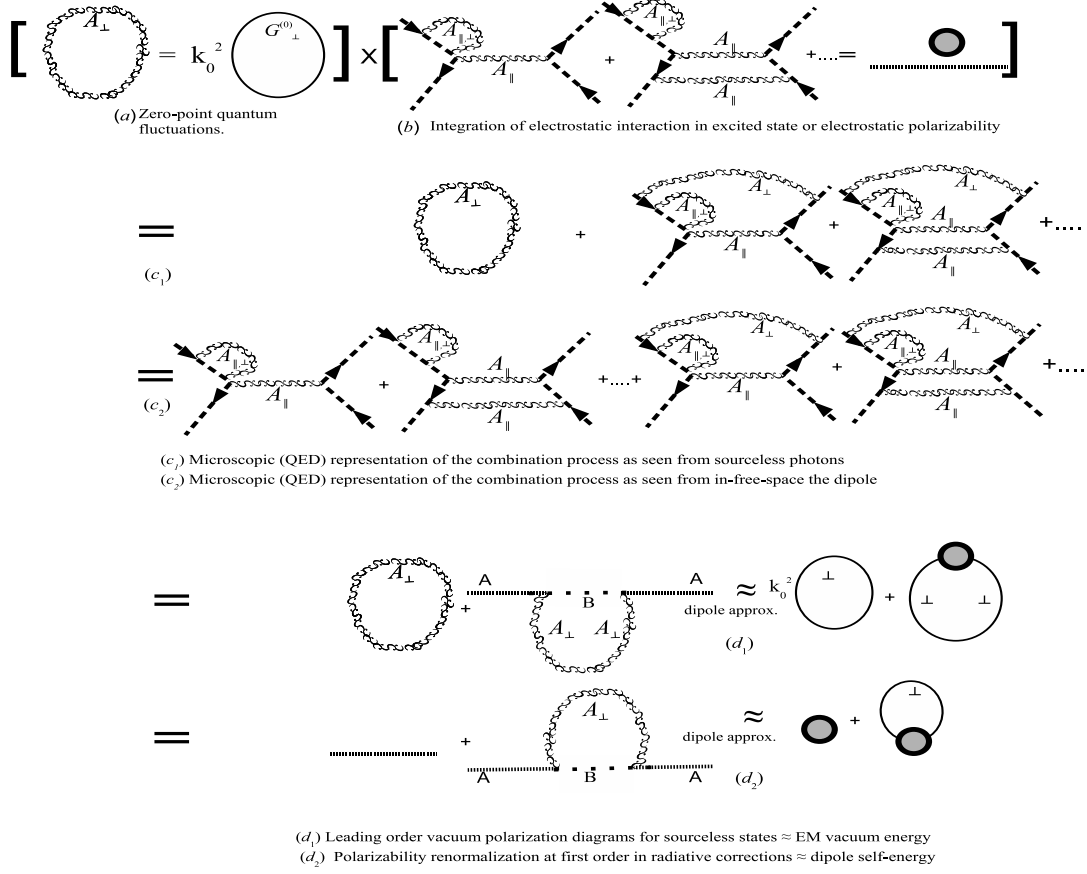 [ A⊥ = k₀² G⊥⁽⁰⁾ ] × [ A∥,⊥ A∥ + A∥,⊥ A∥ A∥ +....= ]
(a) Zero-point quantum
fluctuations.
(b) Integration of electrostatic interaction in excited state or electrostatic polarizability
= A⊥ + A⊥ A∥,⊥ A∥ + A⊥ A∥,⊥ A∥ A∥ +....
(c₁)
= A∥,⊥ A∥ + A∥,⊥ A∥ A∥ +....+ A⊥ A∥,⊥ A∥ + A⊥ A∥,⊥ A∥ A∥ +....
(c₂)
(c₁) Microscopic (QED) representation of the combination process as seen from sourceless photons
(c₂) Microscopic (QED) representation of the combination process as seen from in-free-space the dipole
= A⊥ + A B A A⊥ A⊥ ≈ k₀² ⊥ + ⊥ ⊥
dipole approx.
(d₁)
= + A⊥ A B A ≈ + ⊥
dipole approx.
(d₂)
(d₁) Leading order vacuum polarization diagrams for sourceless states ≈ EM vacuum energy
(d₂) Polarizability renormalization at first order in radiative corrections ≈ dipole self-energy